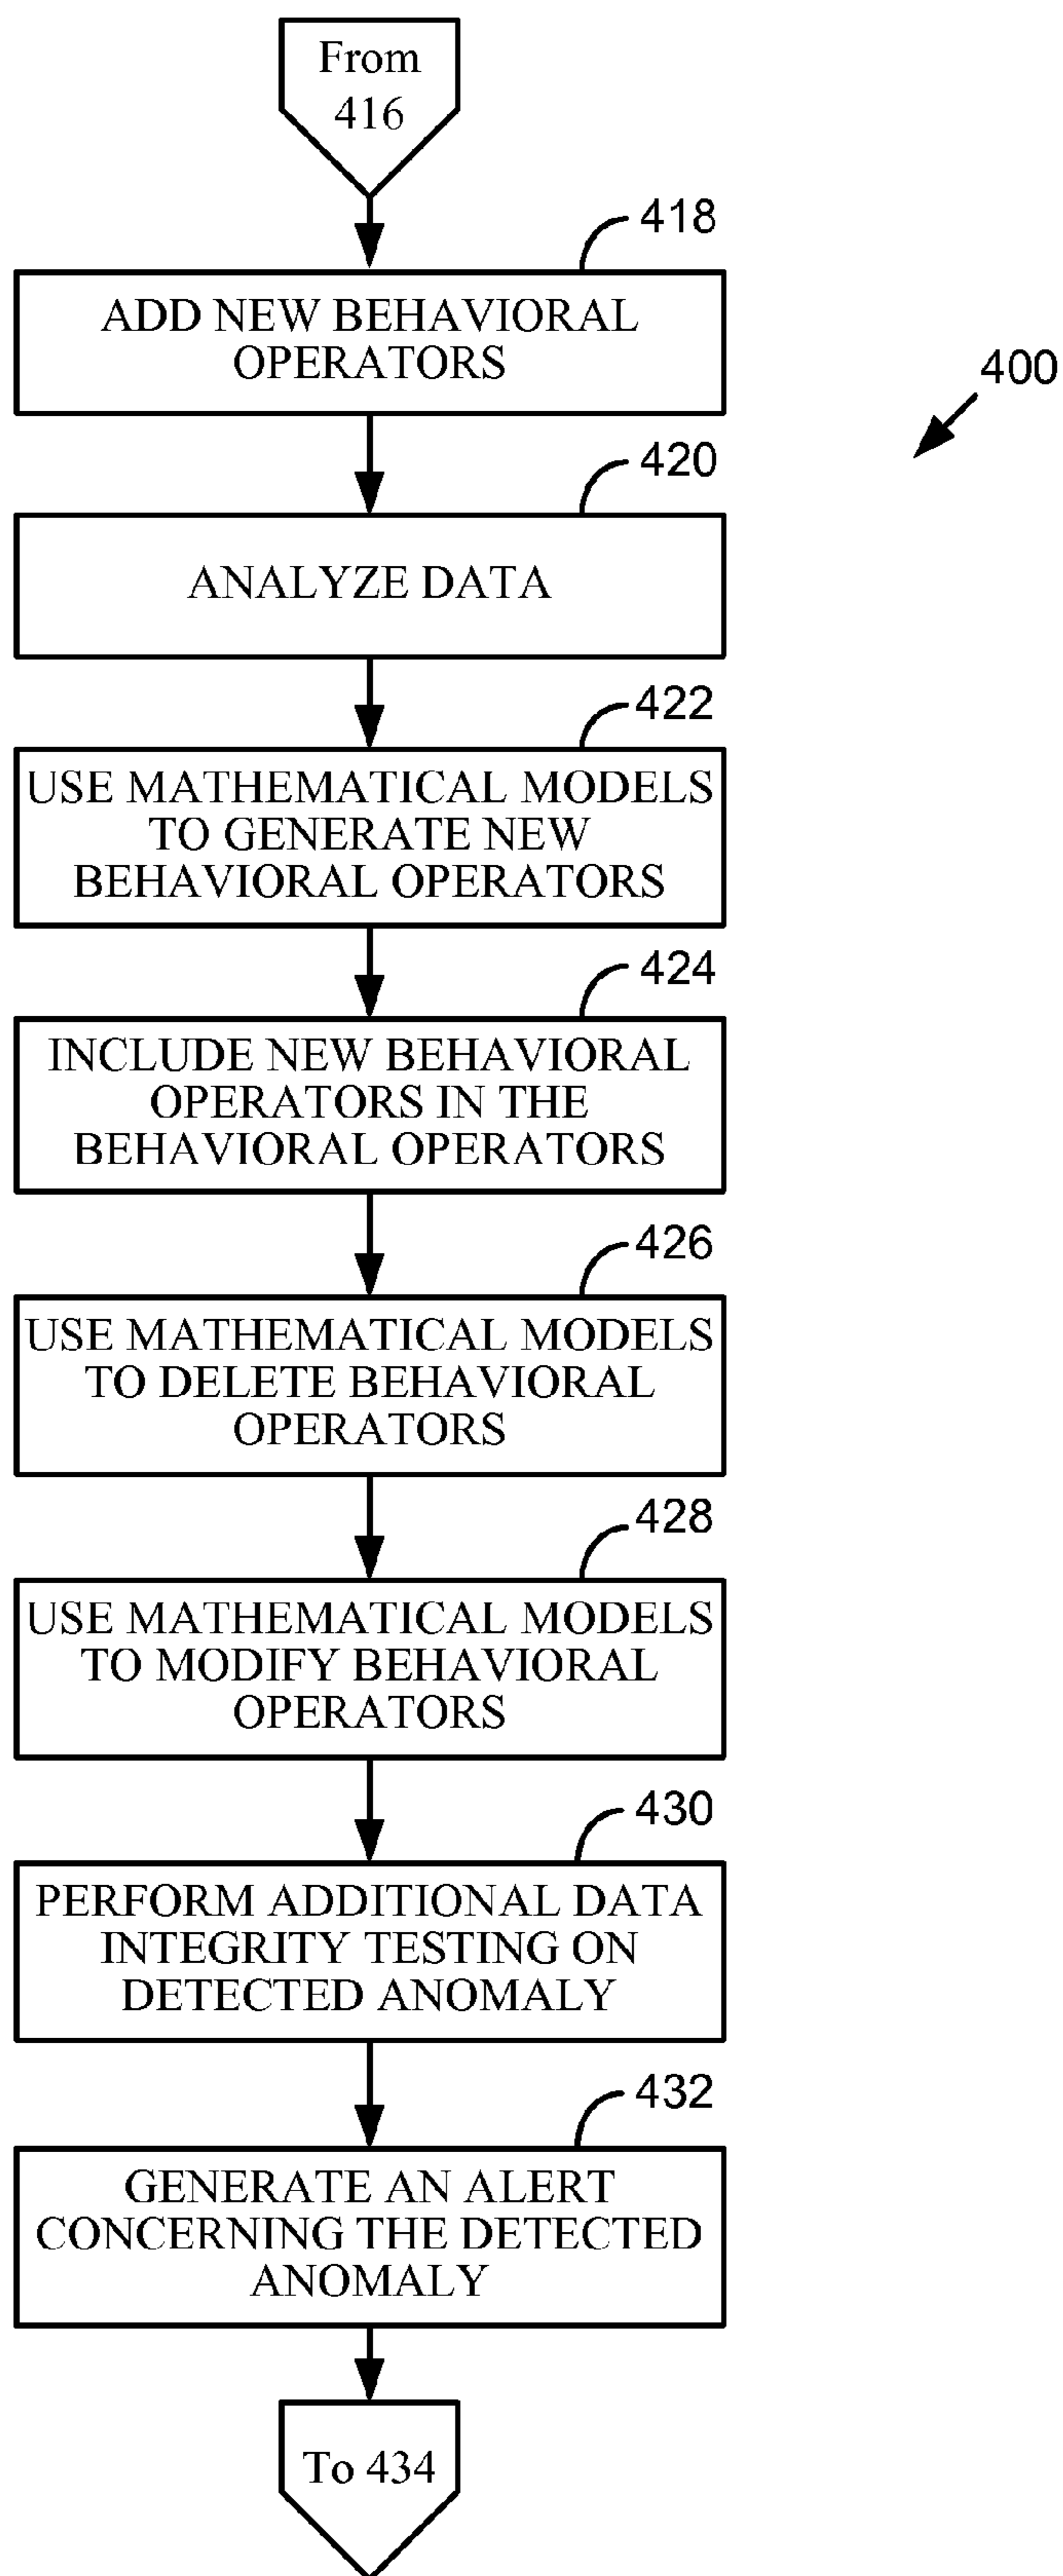 From
416
418
ADD NEW BEHAVIORAL
OPERATORS
400
420
ANALYZE DATA
422
USE MATHEMATICAL MODELS
TO GENERATE NEW
BEHAVIORAL OPERATORS
424
INCLUDE NEW BEHAVIORAL
OPERATORS IN THE
BEHAVIORAL OPERATORS
426
USE MATHEMATICAL MODELS
TO DELETE BEHAVIORAL
OPERATORS
428
USE MATHEMATICAL MODELS
TO MODIFY BEHAVIORAL
OPERATORS
430
PERFORM ADDITIONAL DATA
INTEGRITY TESTING ON
DETECTED ANOMALY
432
GENERATE AN ALERT
CONCERNING THE DETECTED
ANOMALY
To 434